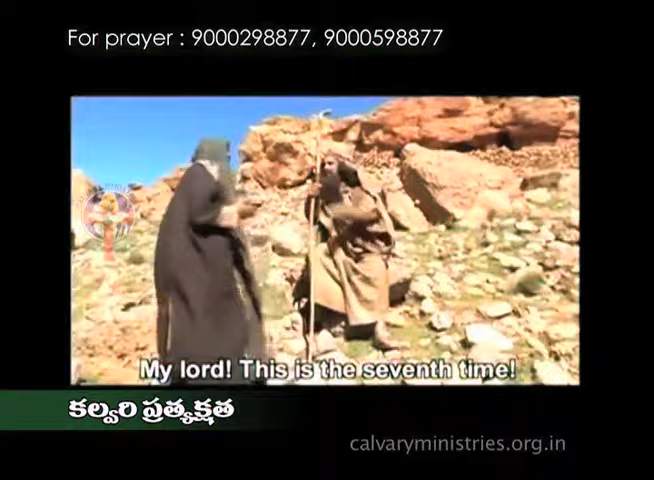 For prayer : 9000298877, 9000598877
My lord! This is the seventh time!
కల్వరి ప్రత్యక్షత
calvaryministries.org.in